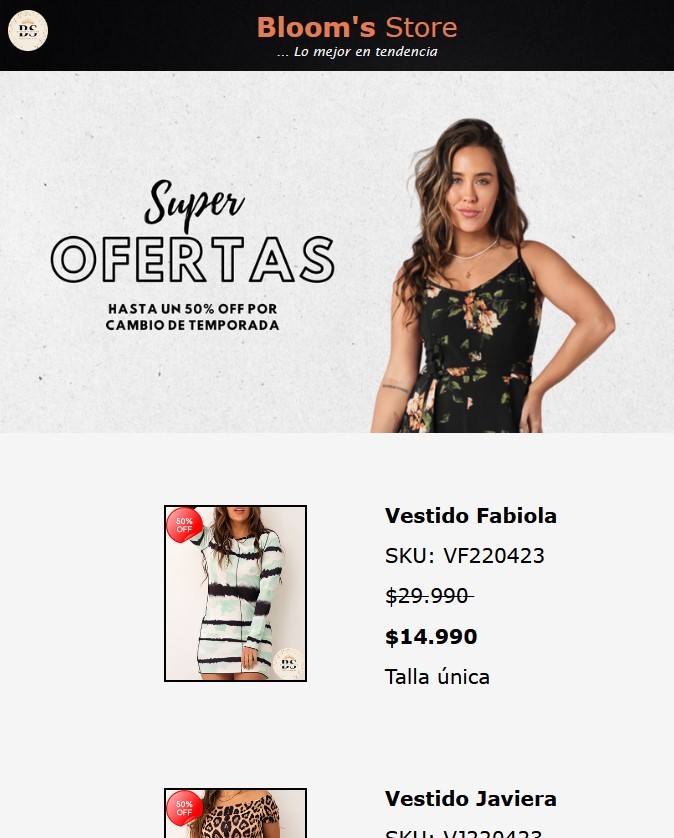 BS
Bloom's Store
... Lo mejor en tendencia
Super
OFERTAS
HASTA UN 50% OFF POR
CAMBIO DE TEMPORADA
50%
OFF
BS
Vestido Fabiola
SKU: VF220423
$29.990
$14.990
Talla única
50%
OFF
Vestido Javiera
SKU: VJ220423